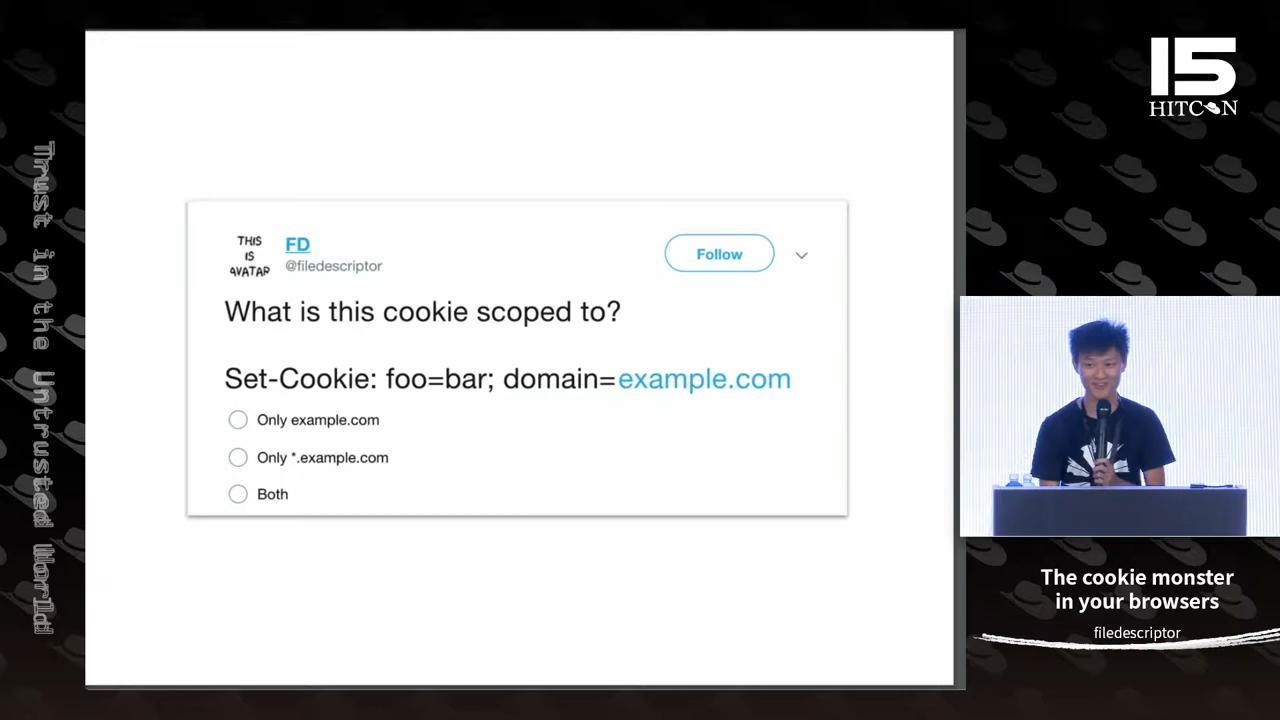 Thrust in the Untrusted World
THIS
IS
AVATAR
FD
@filedescriptor
Follow
What is this cookie scoped to?
Set-Cookie: foo=bar; domain=example.com
Only example.com
Only *.example.com
Both
15
HITCON
The cookie monster
in your browsers
filedescriptor